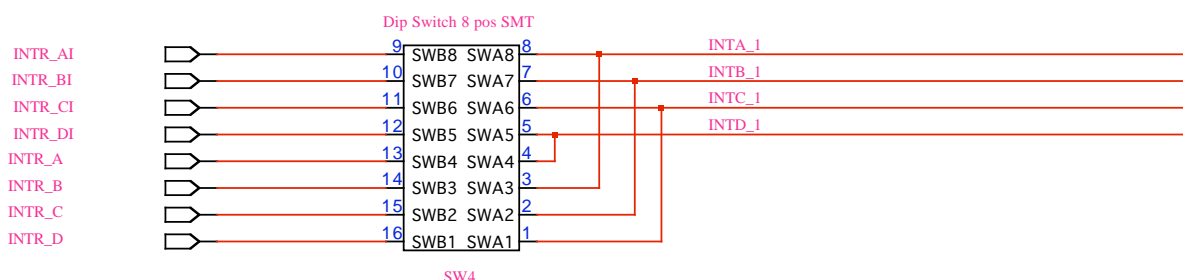 Dip Switch 8 pos SMT
INTR_AI 9 SWB8 SWA8 8 INTA_1
INTR_BI 10 SWB7 SWA7 7 INTB_1
INTR_CI 11 SWB6 SWA6 6 INTC_1
INTR_DI 12 SWB5 SWA5 5 INTD_1
INTR_A 13 SWB4 SWA4 4
INTR_B 14 SWB3 SWA3 3
INTR_C 15 SWB2 SWA2 2
INTR_D 16 SWB1 SWA1 1
SW4